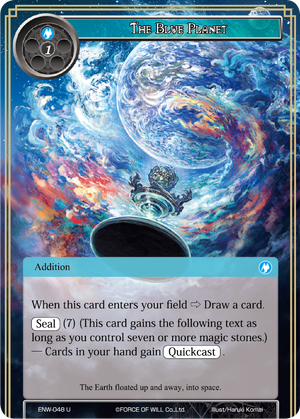 The Blue Planet
1
Addition
When this card enters your field ⇨ Draw a card.
Seal (7) (This card gains the following text as
long as you control seven or more magic stones.)
— Cards in your hand gain Quickcast .
The Earth floated up and away, into space.
ENW-048 U ©FORCE OF WILL Co.,Ltd. Illust/Haruki Komai